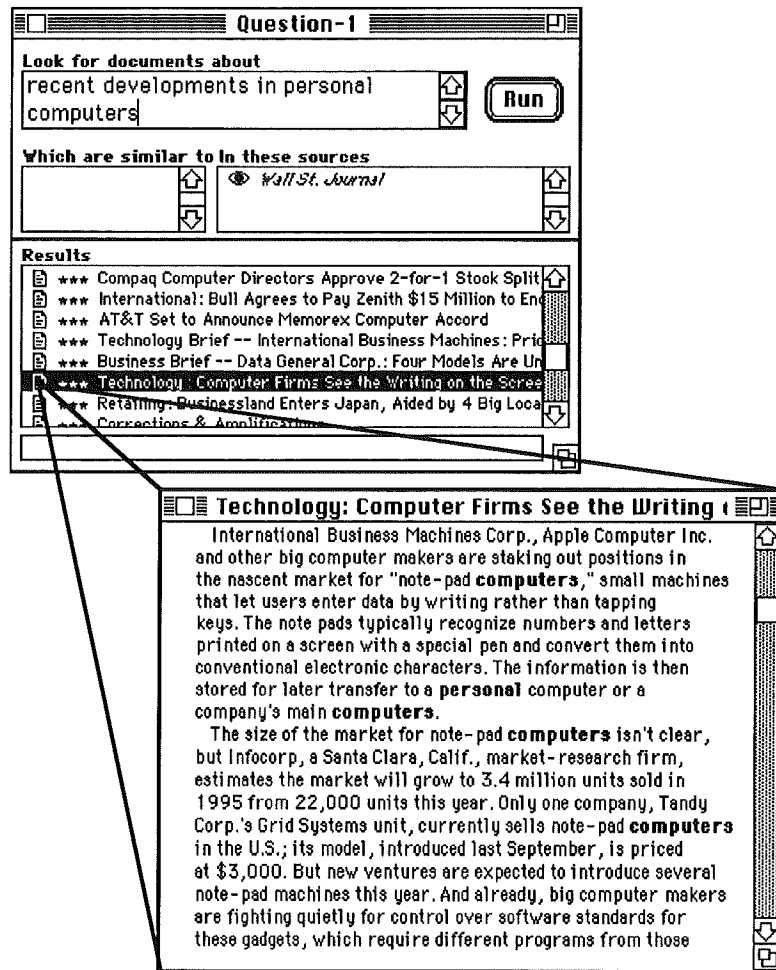 Question-1
Look for documents about
recent developments in personal
computers
Run
Which are similar to In these sources
Wall St. Journal
Results
*** Compaq Computer Directors Approve 2-for-1 Stock Split
*** International: Bull Agrees to Pay Zenith $15 Million to En
*** AT&T Set to Announce Memorex Computer Accord
*** Technology Brief -- International Business Machines: Pric
*** Business Brief -- Data General Corp.: Four Models Are Un
*** Technology: Computer Firms See the Writing on the Scree
*** Retailing: Businessland Enters Japan, Aided by 4 Big Loca
*** Corrections & Amplifications
Technology: Computer Firms See the Writing
International Business Machines Corp., Apple Computer Inc.
and other big computer makers are staking out positions in
the nascent market for "note-pad computers," small machines
that let users enter data by writing rather than tapping
keys. The note pads typically recognize numbers and letters
printed on a screen with a special pen and convert them into
conventional electronic characters. The information is then
stored for later transfer to a personal computer or a
company's main computers.
The size of the market for note-pad computers isn't clear,
but Infocorp, a Santa Clara, Calif., market-research firm,
estimates the market will grow to 3.4 million units sold in
1995 from 22,000 units this year. Only one company, Tandy
Corp.'s Grid Systems unit, currently sells note-pad computers
in the U.S.; its model, introduced last September, is priced
at $3,000. But new ventures are expected to introduce several
note-pad machines this year. And already, big computer makers
are fighting quietly for control over software standards for
these gadgets, which require different programs from those